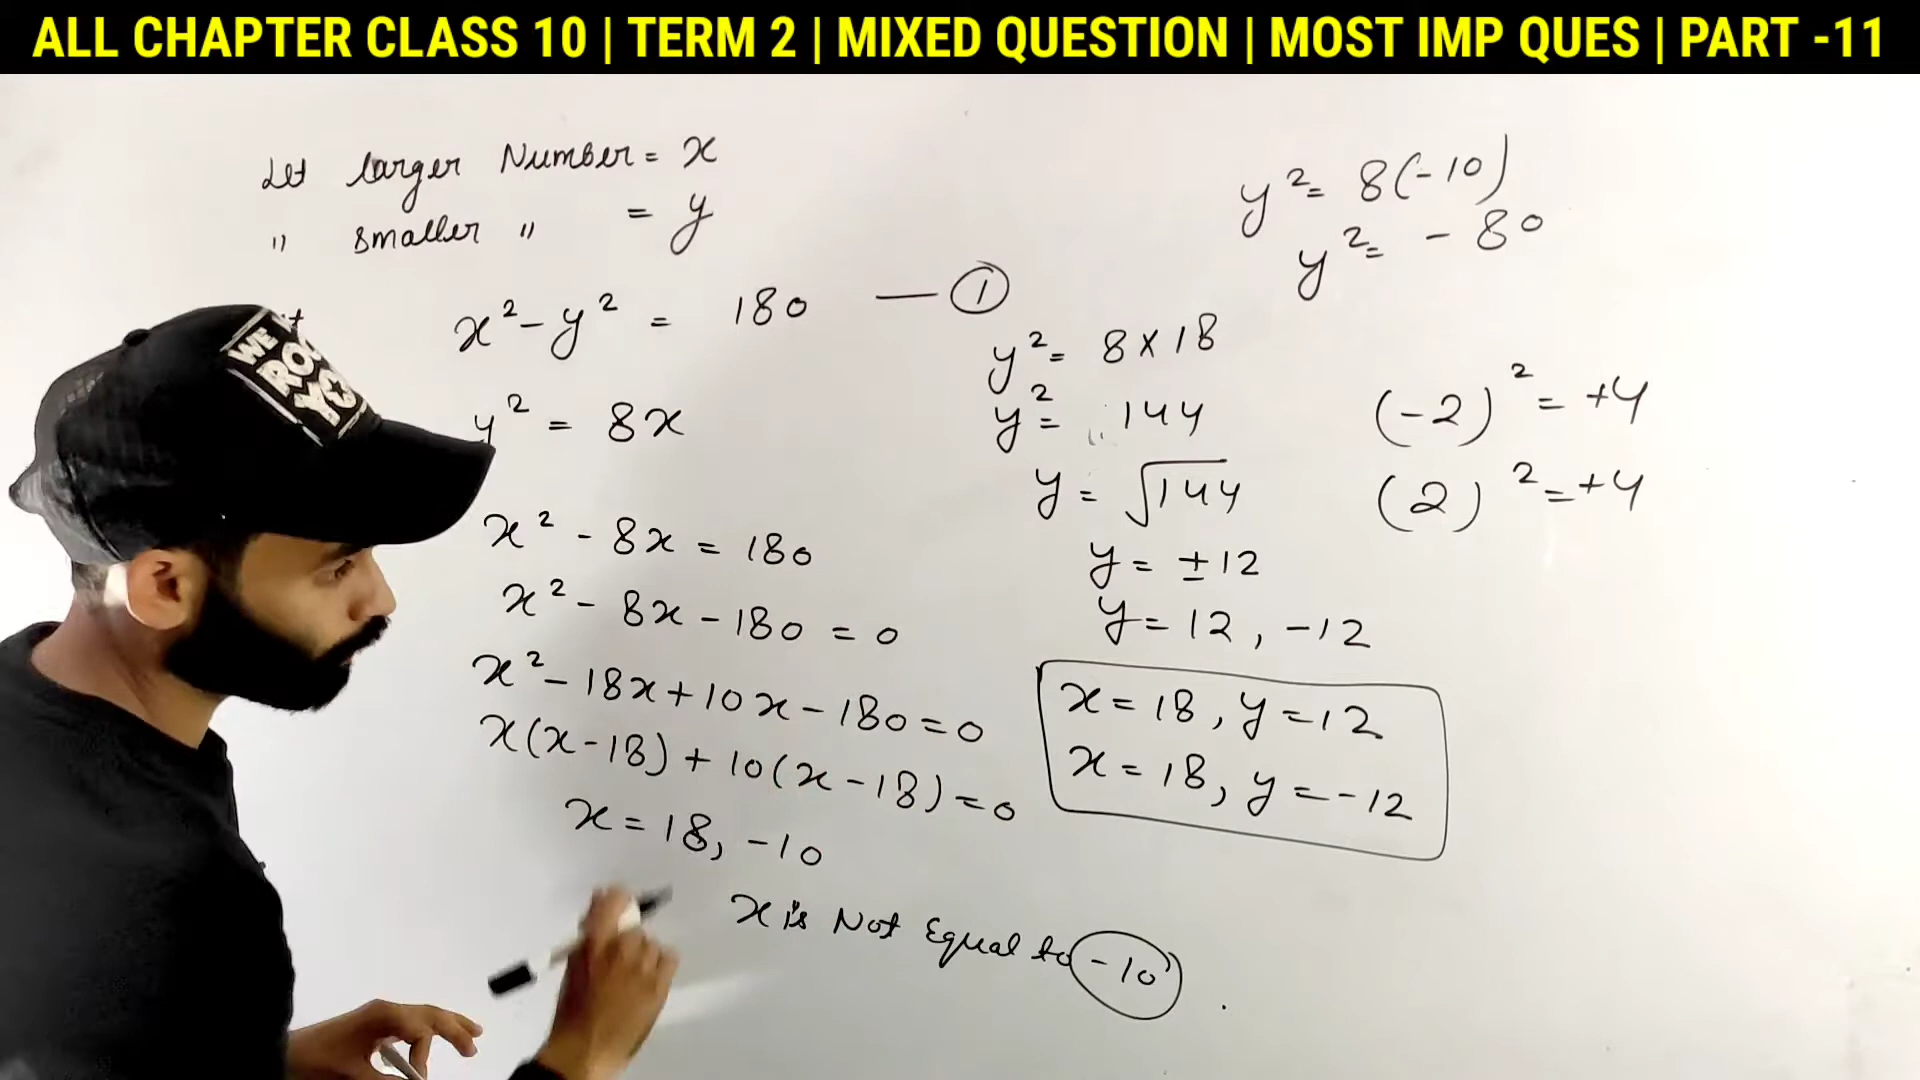 ALL CHAPTER CLASS 10 | TERM 2 | MIXED QUESTION | MOST IMP QUES | PART -11
Let larger Number = x
" smaller " = y
x² - y² = 180 — ①
y² = 8x
x² - 8x = 180
x² - 8x - 180 = 0
x² - 18x + 10x - 180 = 0
x(x-18) + 10(x-18) = 0
x = 18, -10
x is Not Equal to -10
y² = 8(-10)
y² = -80
y² = 8 x 18
y² = 144
y = √144
y = ±12
y = 12, -12
(-2)² = +4
(2)² = +4
x = 18, y = 12
x = 18, y = -12
WE
ROC
YO